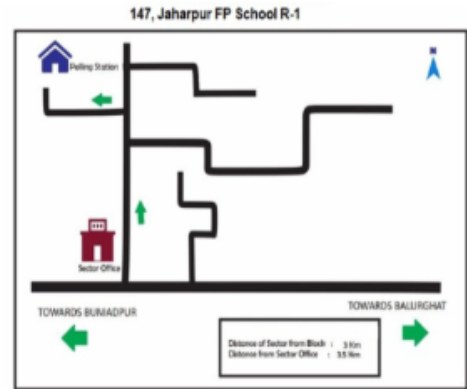 147, Jaharpur FP School R-1
Polling Station
Sector Office
TOWARDS BUNIADPUR
TOWARDS BALURGHAT
Distance of Sector from Block : 3 Km
Distance from Sector Office : 3.5 Km